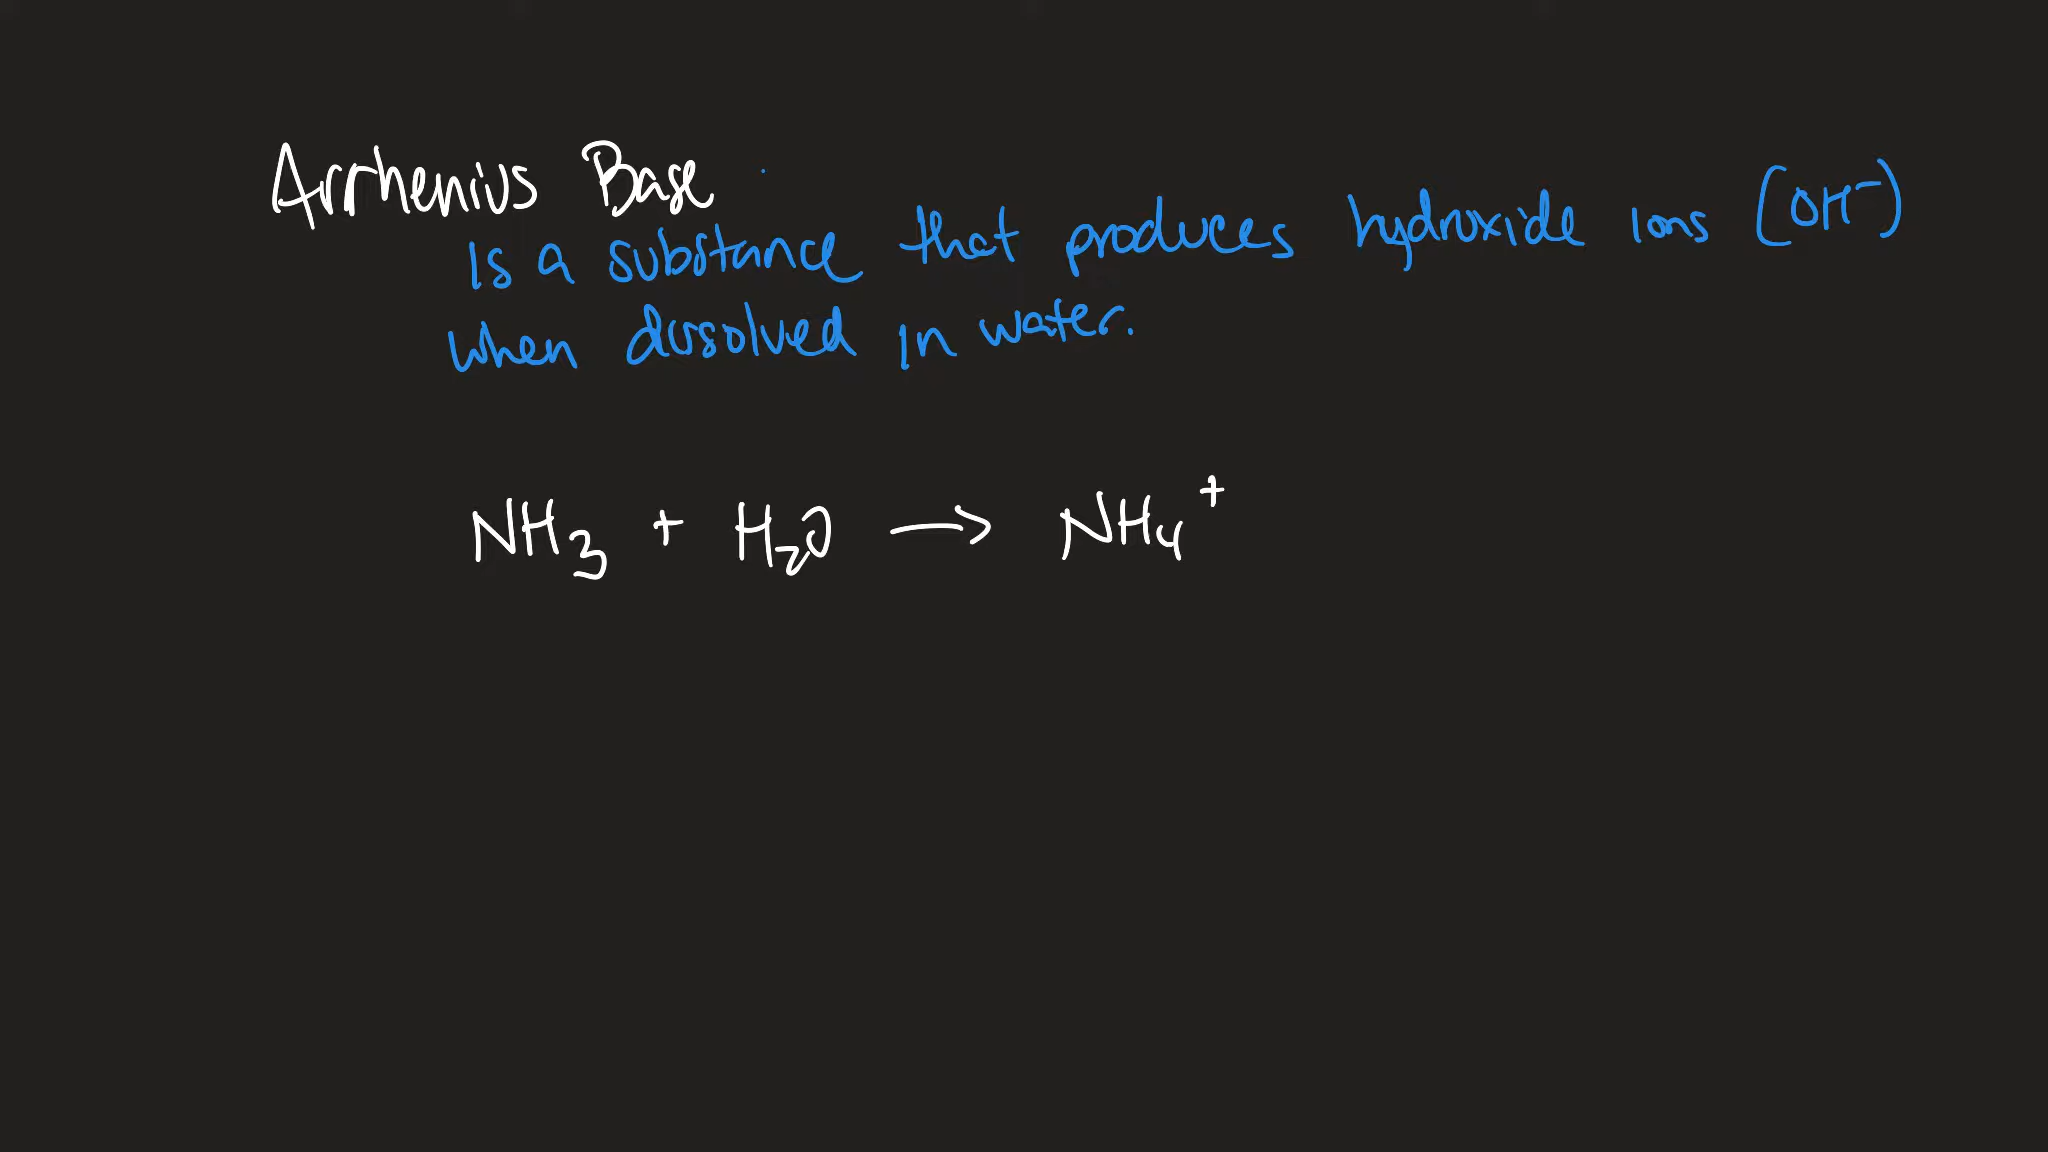 Arrhenius Base
is a substance that produces hydroxide ions (OH⁻)
when dissolved in water.
NH₃ + H₂O → NH₄⁺